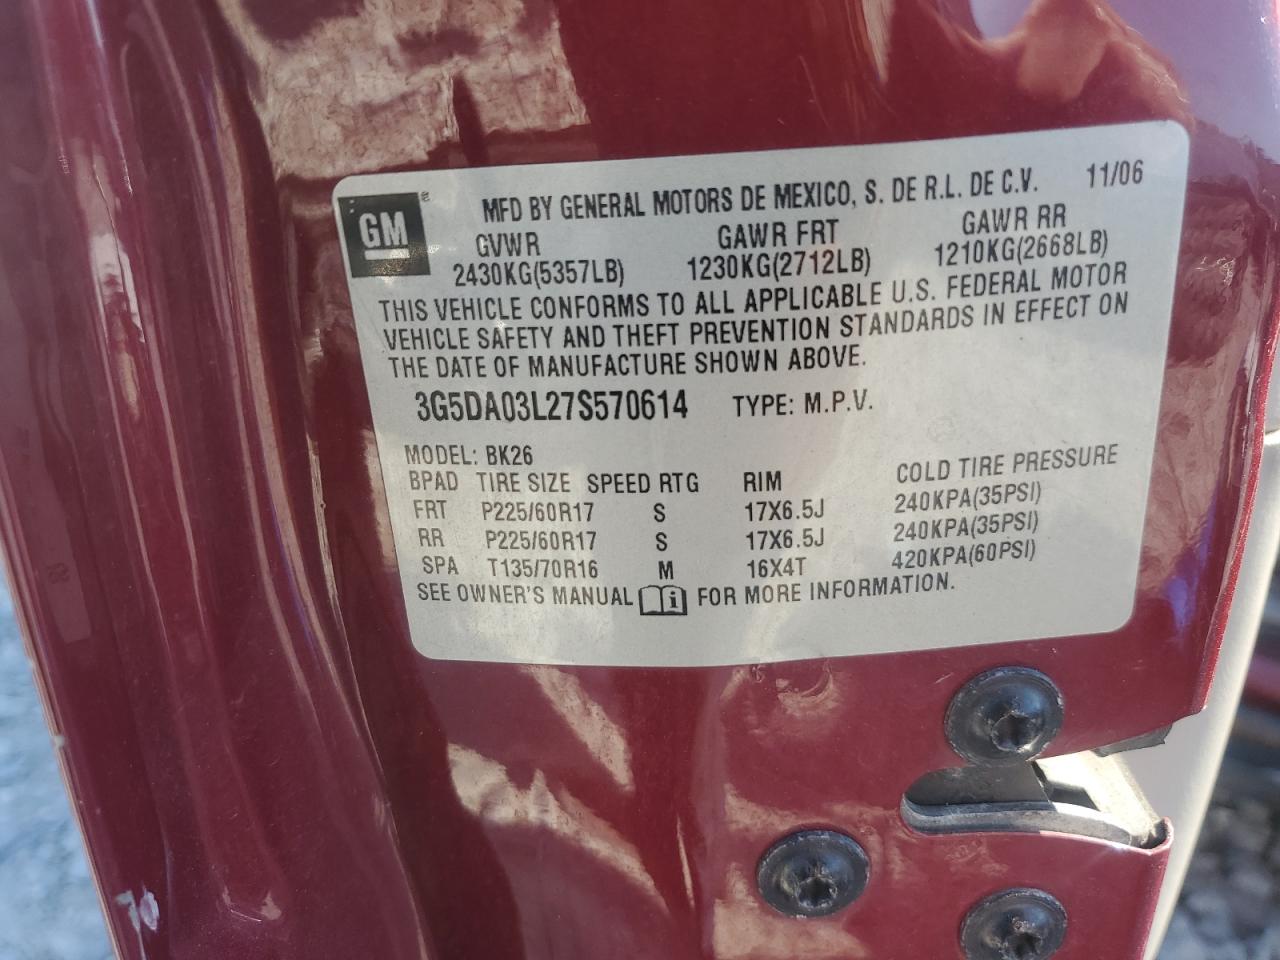 GM ®
MFD BY GENERAL MOTORS DE MEXICO, S. DE R.L. DE C.V. 11/06
GVWR GAWR FRT GAWR RR
2430KG(5357LB) 1230KG(2712LB) 1210KG(2668LB)
THIS VEHICLE CONFORMS TO ALL APPLICABLE U.S. FEDERAL MOTOR
VEHICLE SAFETY AND THEFT PREVENTION STANDARDS IN EFFECT ON
THE DATE OF MANUFACTURE SHOWN ABOVE.
3G5DA03L27S570614 TYPE: M.P.V.
MODEL: BK26
BPAD TIRE SIZE SPEED RTG RIM COLD TIRE PRESSURE
FRT P225/60R17 S 17X6.5J 240KPA(35PSI)
RR P225/60R17 S 17X6.5J 240KPA(35PSI)
SPA T135/70R16 M 16X4T 420KPA(60PSI)
SEE OWNER'S MANUAL i FOR MORE INFORMATION.